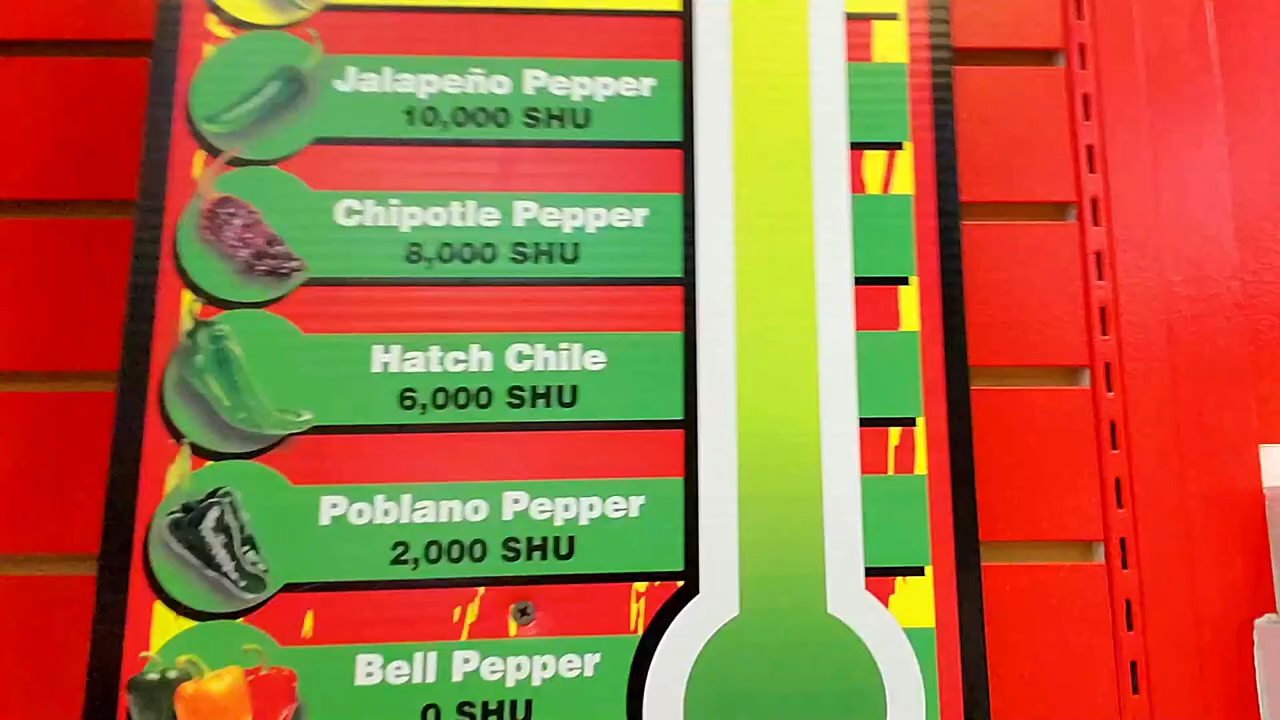 Jalapeño Pepper
10,000 SHU
Chipotle Pepper
8,000 SHU
Hatch Chile
6,000 SHU
Poblano Pepper
2,000 SHU
Bell Pepper
0 SHU